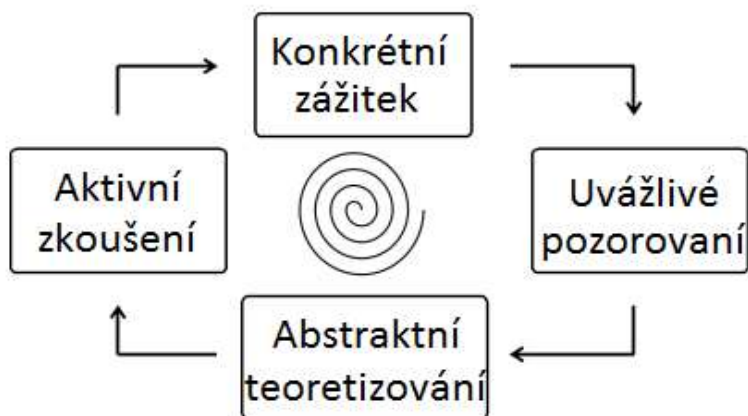 Konkrétní
zážitek
Aktivní
zkoušení
Uvážlivé
pozorovaní
Abstraktní
teoretizování